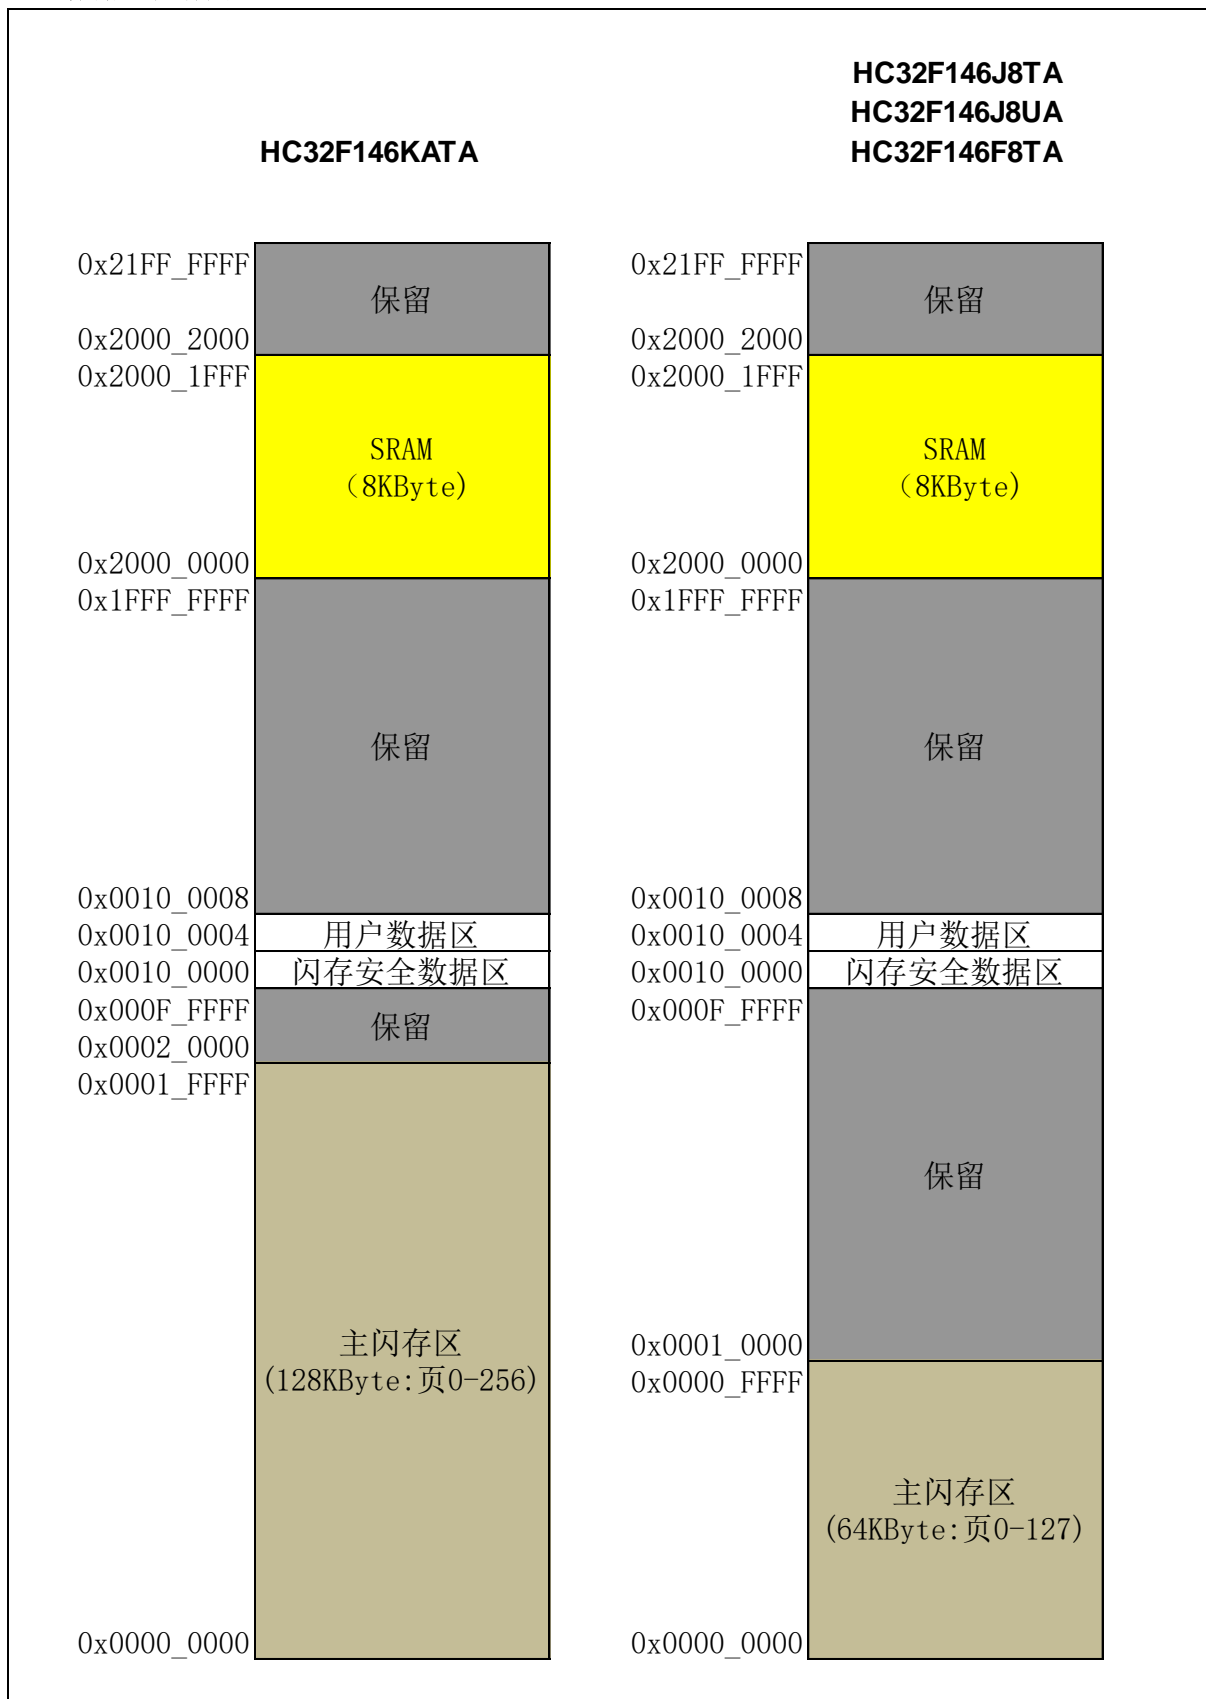 HC32F146KATA
HC32F146J8TA
HC32F146J8UA
HC32F146F8TA
0x21FF_FFFF
保留
0x2000_2000
0x2000_1FFF
SRAM
（8KByte)
0x2000_0000
0x1FFF_FFFF
保留
0x0010_0008
0x0010_0004
用户数据区
0x0010_0000
闪存安全数据区
0x000F_FFFF
保留
0x0002_0000
0x0001_FFFF
主闪存区
(128KByte:页0-256)
0x0000_0000
0x21FF_FFFF
保留
0x2000_2000
0x2000_1FFF
SRAM
（8KByte)
0x2000_0000
0x1FFF_FFFF
保留
0x0010_0008
0x0010_0004
用户数据区
0x0010_0000
闪存安全数据区
0x000F_FFFF
保留
0x0001_0000
0x0000_FFFF
主闪存区
(64KByte:页0-127)
0x0000_0000